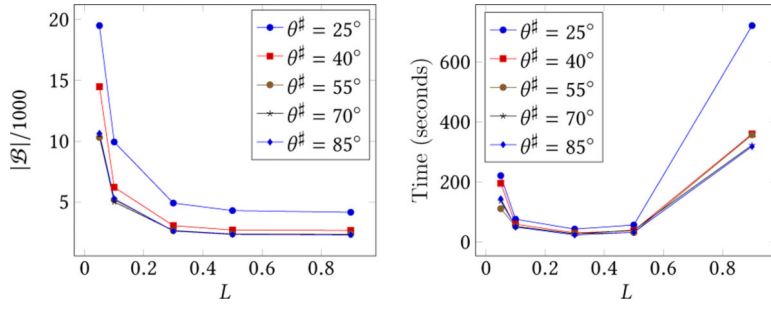 20
15
10
5
0
0.2
0.4
0.6
0.8
L
|ℬ|/1000
θ♯ = 25°
θ♯ = 40°
θ♯ = 55°
θ♯ = 70°
θ♯ = 85°
600
400
200
0
0
0.2
0.4
0.6
0.8
L
Time (seconds)
θ♯ = 25°
θ♯ = 40°
θ♯ = 55°
θ♯ = 70°
θ♯ = 85°